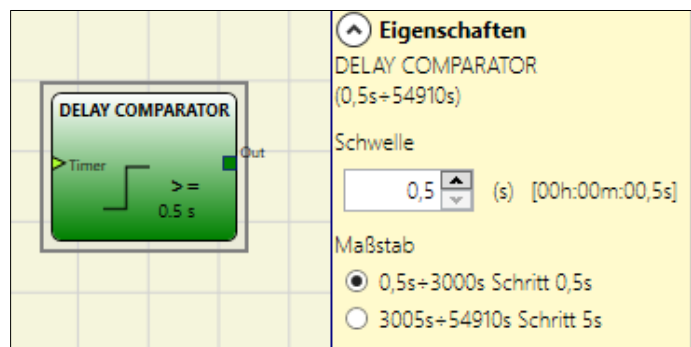 DELAY COMPARATOR
Timer
Out
>=
0.5 s
Eigenschaften
DELAY COMPARATOR
(0,5s÷54910s)
Schwelle
0,5 (s) [00h:00m:00,5s]
Maßstab
0,5s÷3000s Schritt 0,5s
3005s÷54910s Schritt 5s